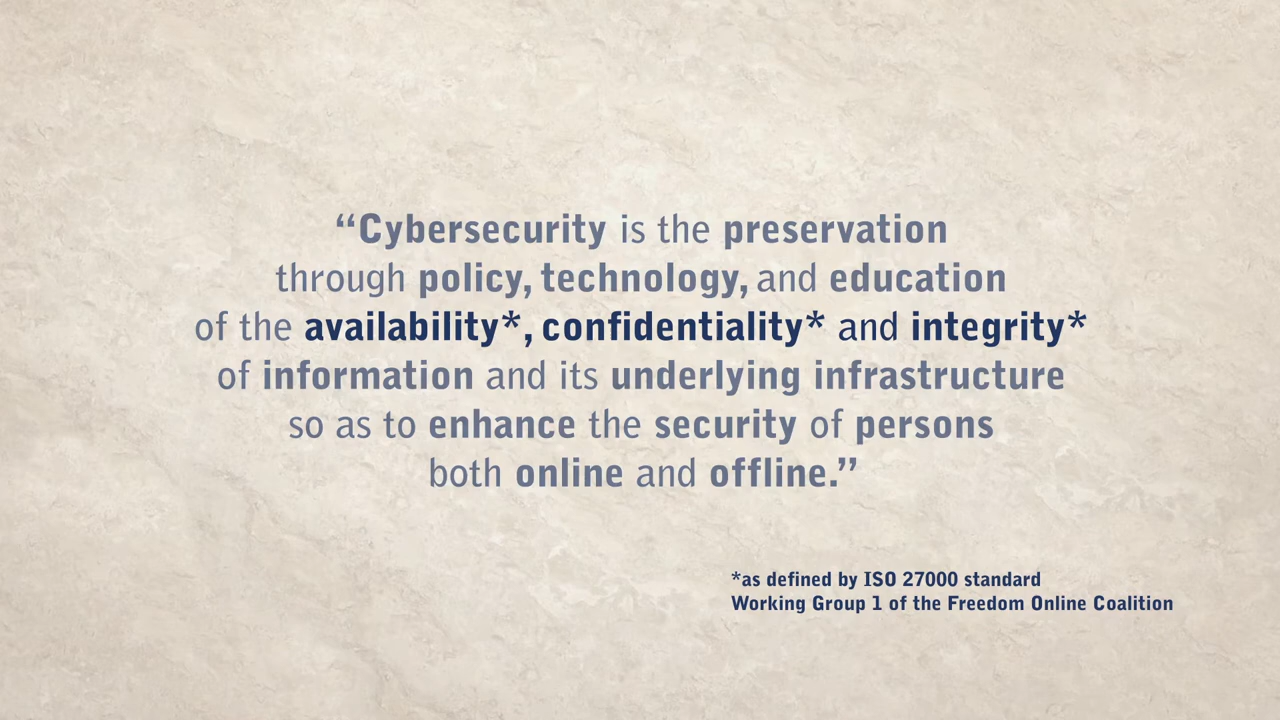 “Cybersecurity is the preservation
through policy, technology, and education
of the availability*, confidentiality* and integrity*
of information and its underlying infrastructure
so as to enhance the security of persons
both online and offline.”
*as defined by ISO 27000 standard
Working Group 1 of the Freedom Online Coalition